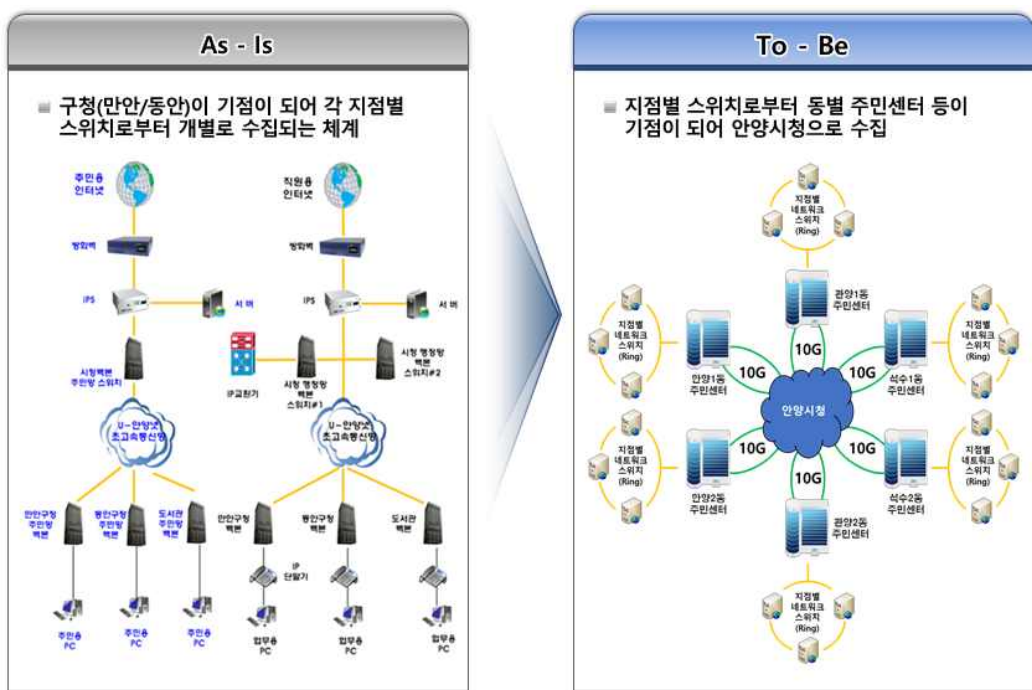 As - Is
구청(만안/동안)이 기점이 되어 각 지점별
스위치로부터 개별로 수집되는 체계
주민용
인터넷
직원용
인터넷
방화벽
방화벽
IPS
서 버
IPS
서 버
시청백본
주민망 스위치
IP교환기
시청 행정망
백본
스위치#1
시청 행정망
백본
스위치#2
U-안양넷
초고속통신망
U-안양넷
초고속통신망
만안구청
주민망
백본
동안구청
주민망
백본
도서관
주민망
백본
만안구청
백본
동안구청
백본
도서관
백본
IP
단말기
주민용
PC
주민용
PC
주민용
PC
업무용
PC
업무용
PC
업무용
PC
To - Be
지점별 스위치로부터 동별 주민센터 등이
기점이 되어 안양시청으로 수집
지점별
네트워크
스위치
(Ring)
관양1동
주민센터
지점별
네트워크
스위치
(Ring)
안양1동
주민센터
10G
10G
10G
석수1동
주민센터
지점별
네트워크
스위치
(Ring)
안양시청
지점별
네트워크
스위치
(Ring)
안양2동
주민센터
10G
10G
10G
석수2동
주민센터
지점별
네트워크
스위치
(Ring)
관양2동
주민센터
지점별
네트워크
스위치
(Ring)